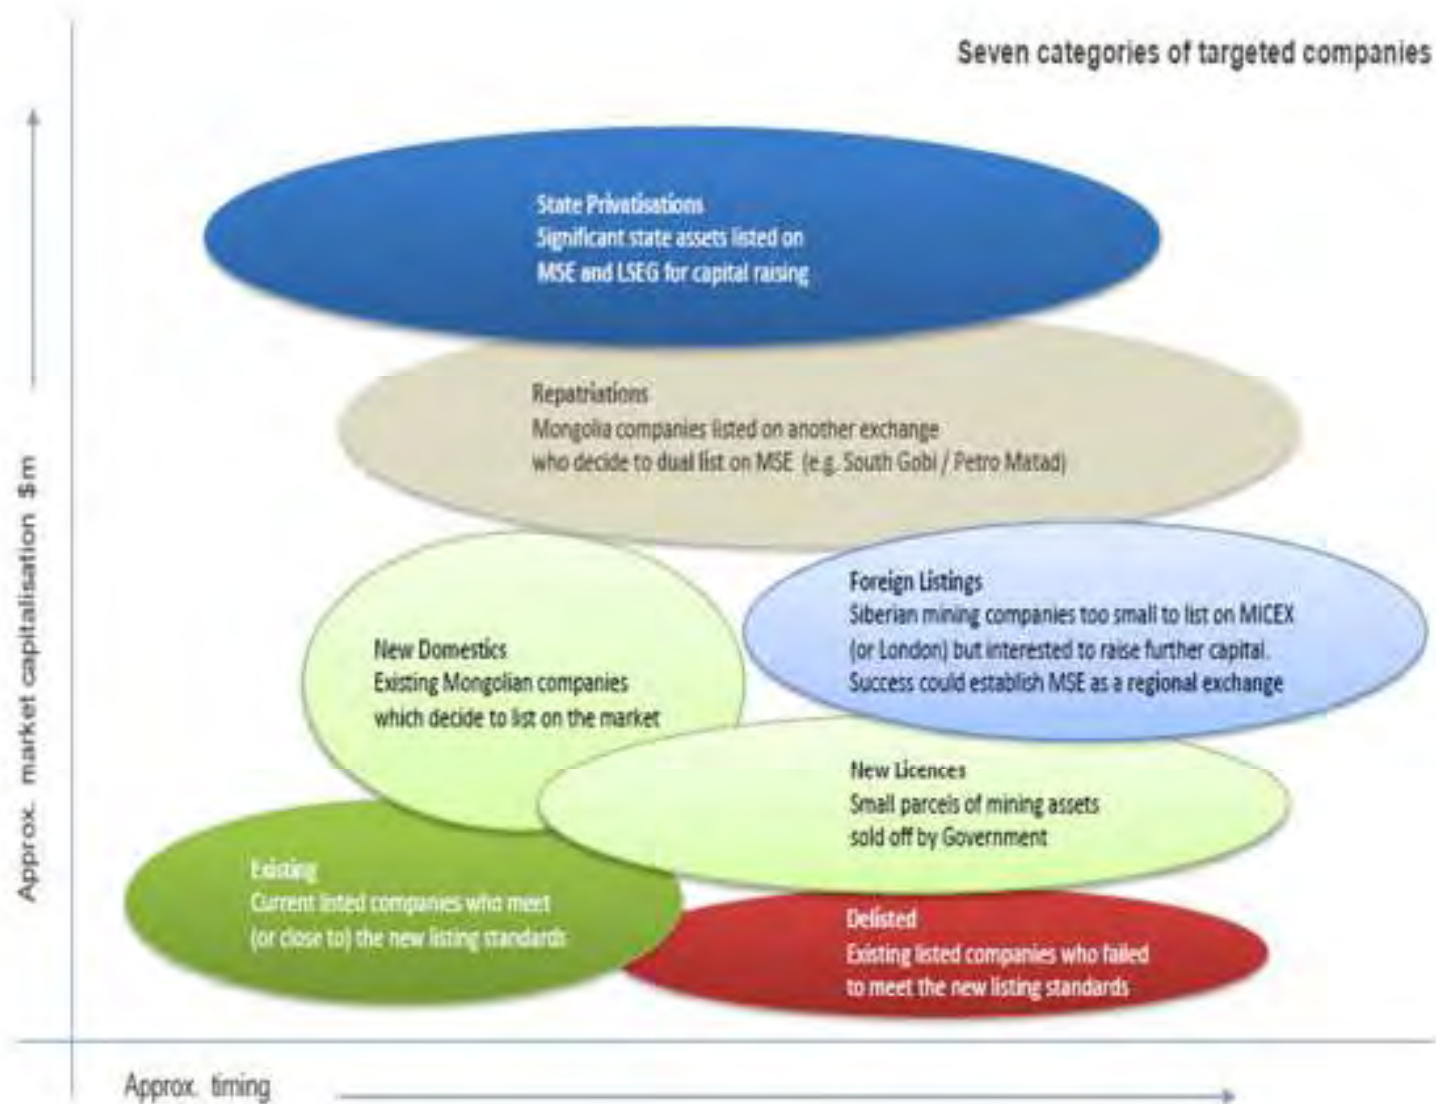 Seven categories of targeted companies
Approx. market capitalisation $m
State Privatisations
Significant state assets listed on
MSE and LSEG for capital raising
Repatriations
Mongolia companies listed on another exchange
who decide to dual list on MSE (e.g. South Gobi / Petro Matad)
Foreign Listings
Siberian mining companies too small to list on MICEX
(or London) but interested to raise further capital.
Success could establish MSE as a regional exchange
New Domestics
Existing Mongolian companies
which decide to list on the market
New Licences
Small parcels of mining assets
sold off by Government
Existing
Current listed companies who meet
(or close to) the new listing standards
Delisted
Existing listed companies who failed
to meet the new listing standards
Approx. timing